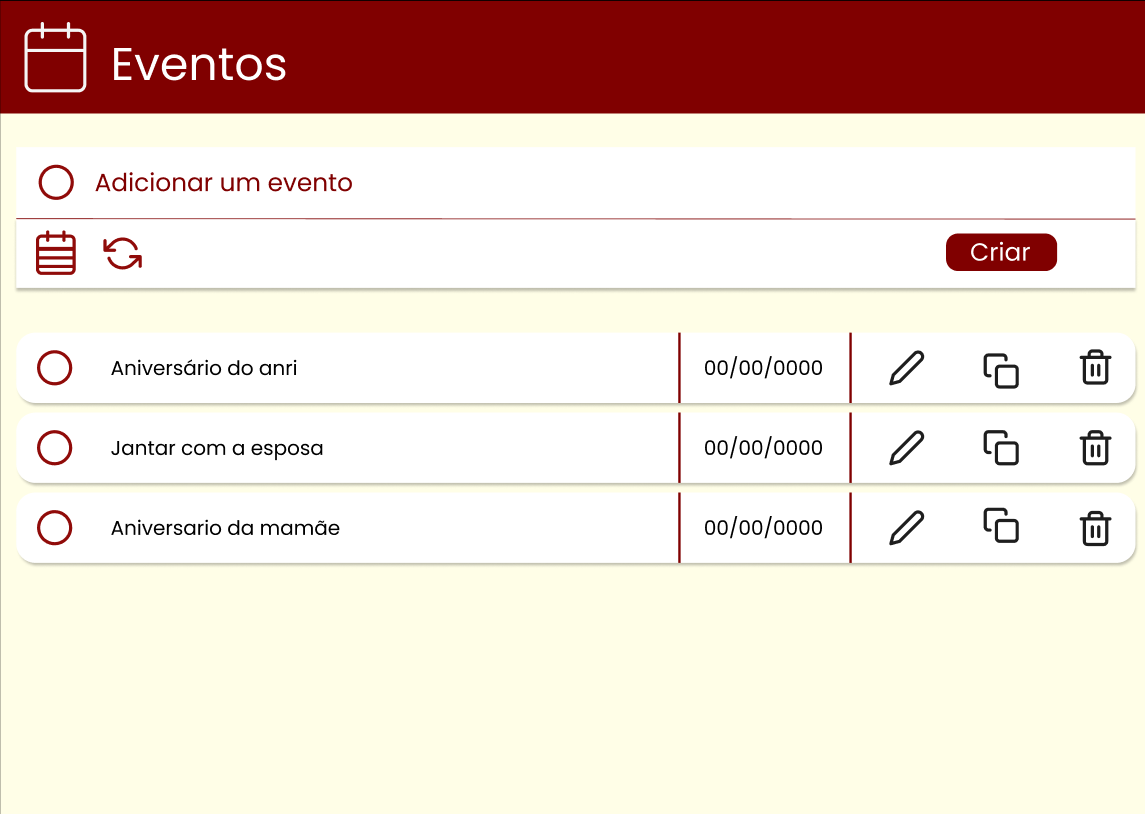 Eventos
Adicionar um evento
Criar
Aniversário do anri
00/00/0000
Jantar com a esposa
00/00/0000
Aniversario da mamãe
00/00/0000